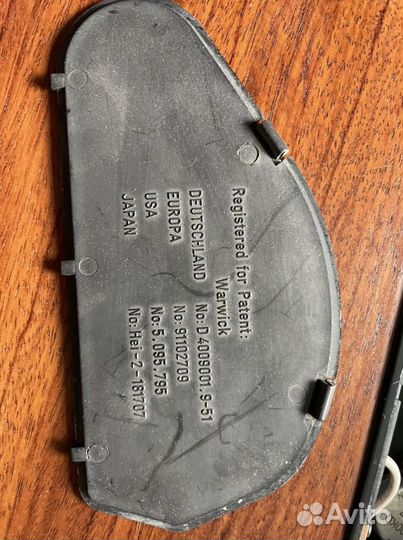 Registered for Patent:
Warwick
DEUTSCHLAND No: D 4009001.9-51
EUROPA No: 91102709
USA No: 5.095.795
JAPAN No: Hei-2-181707
Avito